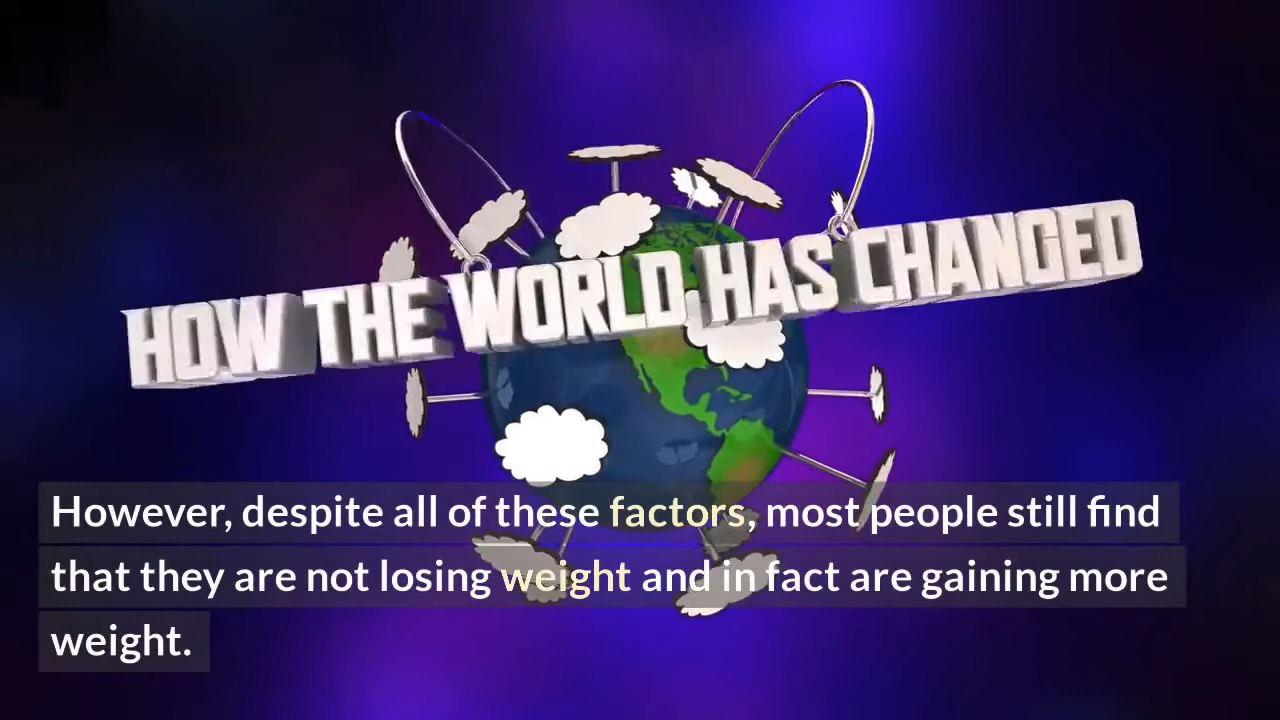 HOW THE WORLD HAS CHANGED
However, despite all of these factors, most people still find
that they are not losing weight and in fact are gaining more
weight.